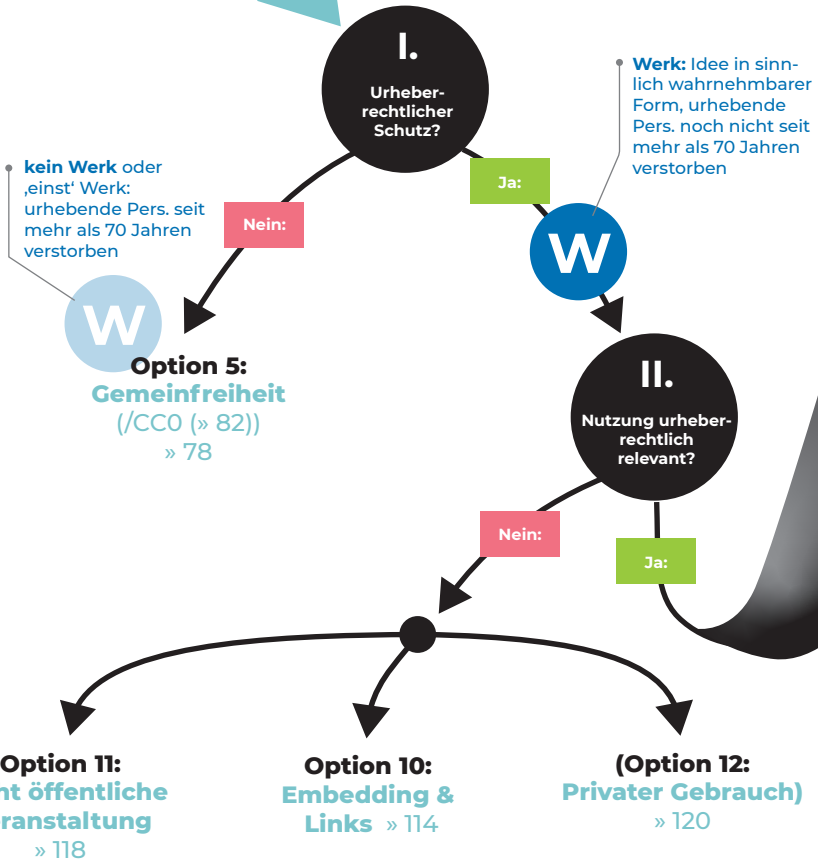 I.
Urheber-
rechtlicher
Schutz?
Werk: Idee in sinn-
lich wahrnehmbarer
Form, urhebende
Pers. noch nicht seit
mehr als 70 Jahren
verstorben
kein Werk oder
‚einst‘ Werk:
urhebende Pers. seit
mehr als 70 Jahren
verstorben
Nein:
Ja:
W
W
Option 5:
Gemeinfreiheit
(/CC0 (» 82))
» 78
II.
Nutzung urheber-
rechtlich
relevant?
Nein:
Ja:
Option 11:
öffentliche
» 118
Option 10:
Embedding &
Links » 114
(Option 12:
Privater Gebrauch)
» 120